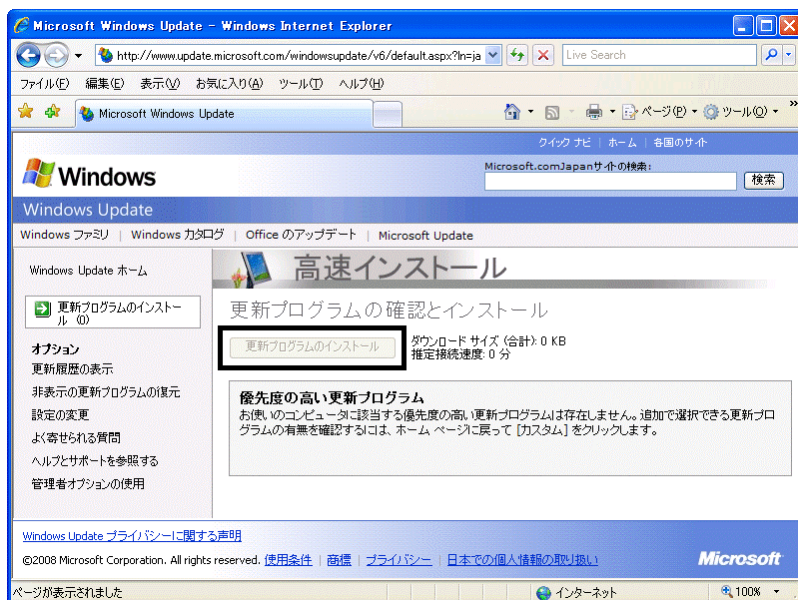 Microsoft Windows Update - Windows Internet Explorer
http://www.update.microsoft.com/windowsupdate/v6/default.aspx?ln=ja
Live Search
ファイル(F) 編集(E) 表示(V) お気に入り(A) ツール(T) ヘルプ(H)
Microsoft Windows Update
ページ(P) ツール(O) »
クイック ナビ | ホーム | 各国のサイト
Windows
Microsoft.comJapanサイトの検索:
検索
Windows Update
Windows ファミリ | Windows カタログ | Office のアップデート | Microsoft Update
Windows Update ホーム
更新プログラムのインストー
ル (0)
オプション
更新履歴の表示
非表示の更新プログラムの復元
設定の変更
よく寄せられる質問
ヘルプとサポートを参照する
管理者オプションの使用
高速インストール
更新プログラムの確認とインストール
更新プログラムのインストール
ダウンロード サイズ (合計): 0 KB
推定接続速度: 0 分
優先度の高い更新プログラム
お使いのコンピュータに該当する優先度の高い更新プログラムは存在しません。追加で選択できる更新プロ
グラムの有無を確認するには、ホーム ページに戻って [カスタム] をクリックします。
Windows Update プライバシーに関する声明
©2008 Microsoft Corporation. All rights reserved. 使用条件 | 商標 | プライバシー | 日本での個人情報の取り扱い
Microsoft
ページが表示されました
インターネット
100%